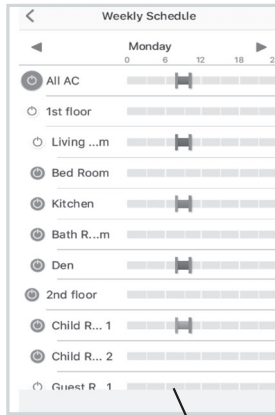 Weekly Schedule
Monday
0 6 12 18 2
All AC
1st floor
Living ...m
Bed Room
Kitchen
Bath R...m
Den
2nd floor
Child R... 1
Child R... 2
Guest R 1